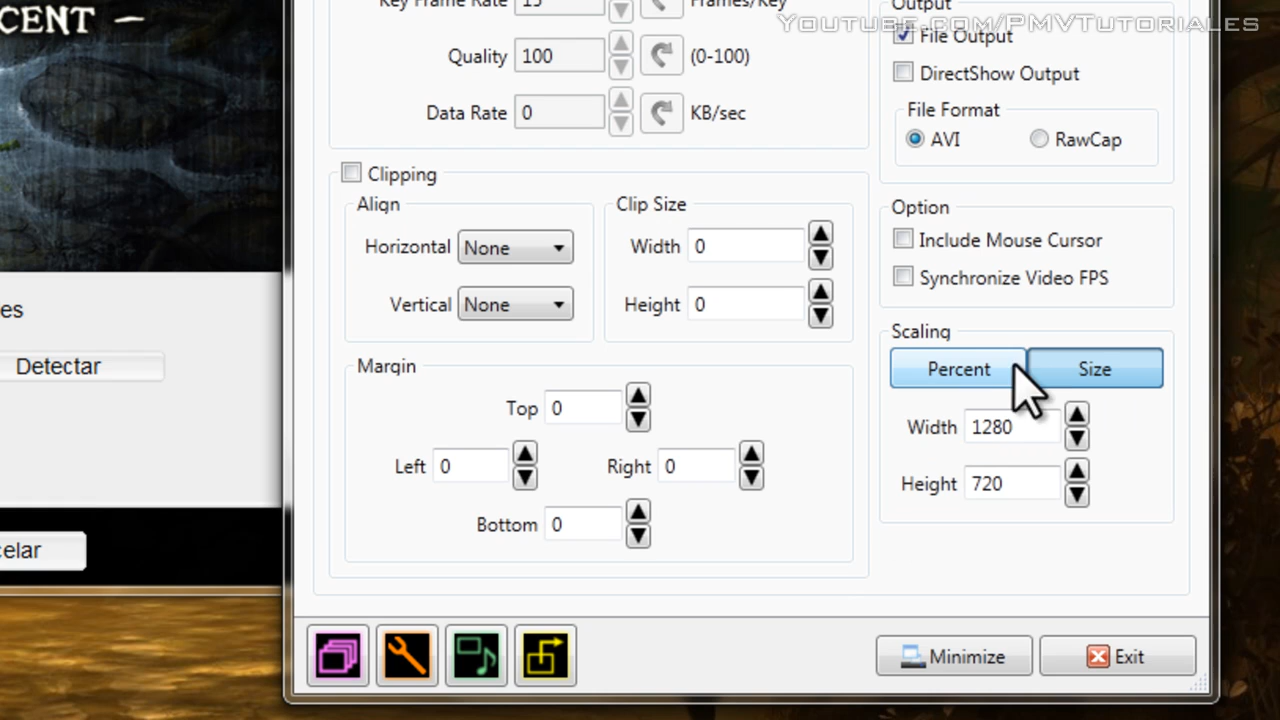 CENT –
es
Detectar
elar
Youtube.com/PMVTutoriales
Key Frame Rate 15 Frames/Key
Quality 100 (0-100)
Data Rate 0 KB/sec
Clipping
Align
Horizontal None
Vertical None
Clip Size
Width 0
Height 0
Margin
Top 0
Left 0
Right 0
Bottom 0
Output
File Output
DirectShow Output
File Format
AVI
RawCap
Option
Include Mouse Cursor
Synchronize Video FPS
Scaling
Percent
Size
Width 1280
Height 720
Minimize
Exit